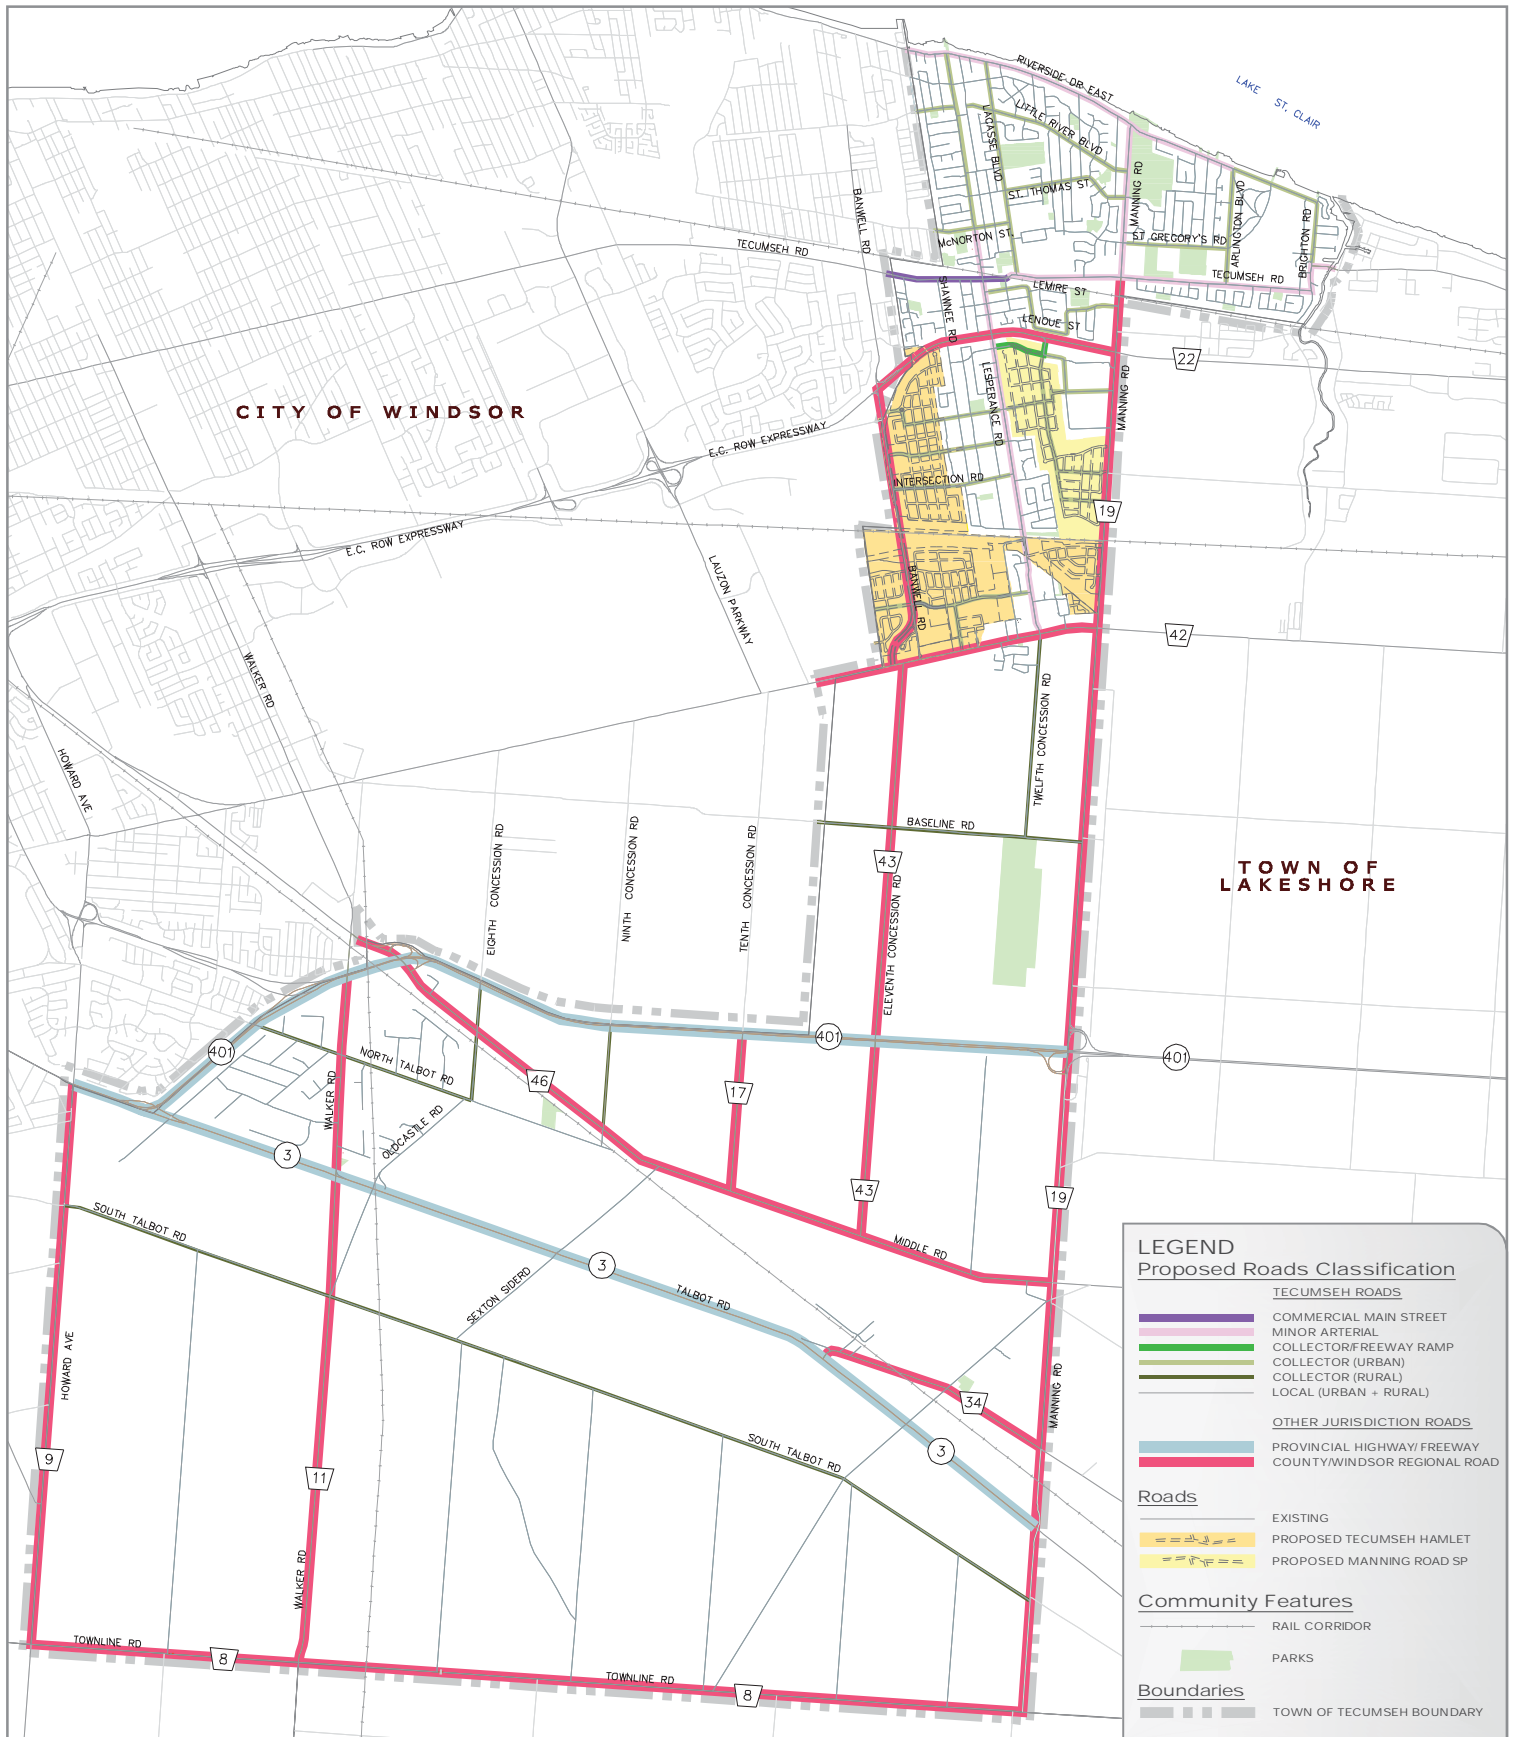 RIVERSIDE DR EAST
LAKE ST. CLAIR
LITTLE RIVER BLVD
LACASSE BLVD
MANNING RD
ST. THOMAS ST
BANWELL RD
McNORTON ST.
ST GREGORY'S RD
ARLINGTON BLVD
BRIGHTON RD
TECUMSEH RD
TECUMSEH RD
LEMIRE ST
SHAWNEE RD
LENOUE ST
22
LESPERANCE RD
MANNING RD
CITY OF WINDSOR
E.C. ROW EXPRESSWAY
INTERSECTION RD
19
E.C. ROW EXPRESSWAY
LAUZON PARKWAY
BANWELL RD
42
WALKER RD
TWELFTH CONCESSION RD
HOWARD AVE
BASELINE RD
43
EIGHTH CONCESSION RD
NINTH CONCESSION RD
TENTH CONCESSION RD
ELEVENTH CONCESSION RD
TOWN OF
LAKESHORE
401
401
401
NORTH TALBOT RD
WALKER RD
46
17
OLDCASTLE RD
3
43
19
SOUTH TALBOT RD
MIDDLE RD
3
SEXTON SIDERD
TALBOT RD
HOWARD AVE
MANNING RD
34
SOUTH TALBOT RD
3
9
11
WALKER RD
TOWNLINE RD
8
TOWNLINE RD
8
LEGEND
Proposed Roads Classification
TECUMSEH ROADS
COMMERCIAL MAIN STREET
MINOR ARTERIAL
COLLECTOR/FREEWAY RAMP
COLLECTOR (URBAN)
COLLECTOR (RURAL)
LOCAL (URBAN + RURAL)
OTHER JURISDICTION ROADS
PROVINCIAL HIGHWAY/ FREEWAY
COUNTY/WINDSOR REGIONAL ROAD
Roads
EXISTING
PROPOSED TECUMSEH HAMLET
PROPOSED MANNING ROAD SP
Community Features
RAIL CORRIDOR
PARKS
Boundaries
TOWN OF TECUMSEH BOUNDARY